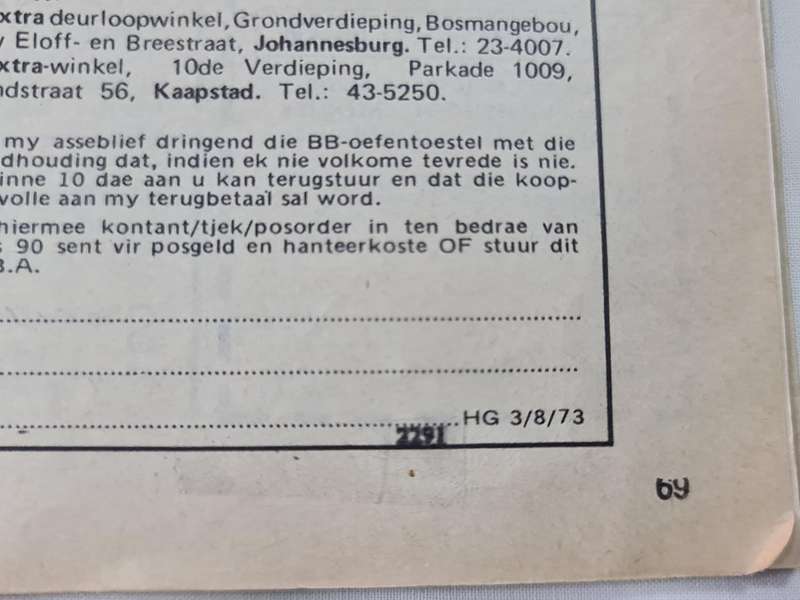 xtra deurloopwinkel, Grondverdieping, Bosmangebou,
Eloff- en Breestraat, Johannesburg. Tel.: 23-4007.
xtra-winkel, 10de Verdieping, Parkade 1009,
ndstraat 56, Kaapstad. Tel.: 43-5250.
my asseblief dringend die BB-oefentoestel met die
dhouding dat, indien ek nie volkome tevrede is nie.
inne 10 dae aan u kan terugstuur en dat die koop-
volle aan my terugbetaal sal word.
hiermee kontant/tjek/posorder in ten bedrae van
s 90 sent vir posgeld en hanteerkoste OF stuur dit
B.A.
HG 3/8/73
2291
69